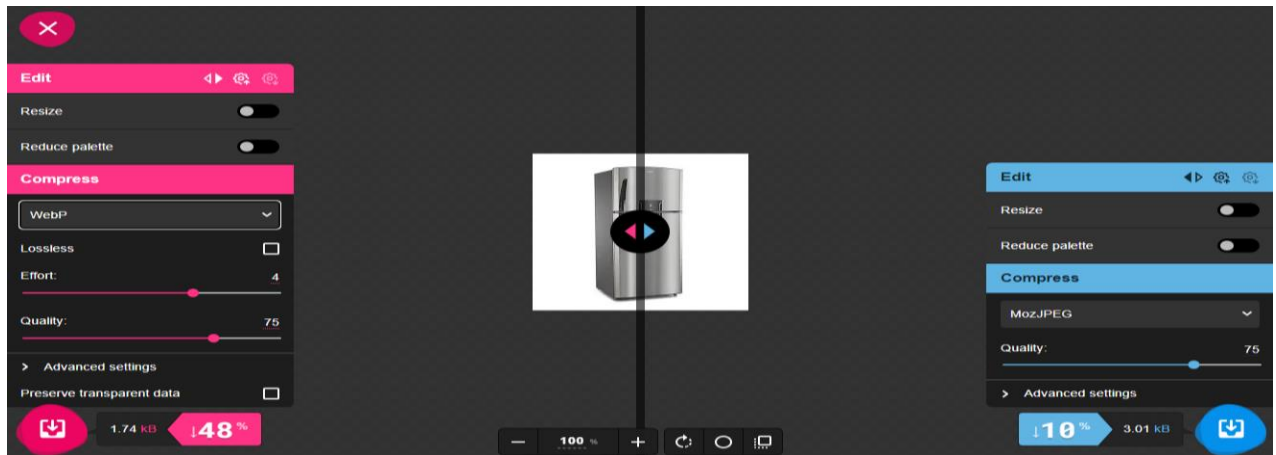 Edit
Resize
Reduce palette
Compress
WebP
Lossless
Effort: 4
Quality: 75
Advanced settings
Preserve transparent data
1.74 kB ↓48 %
100 %
Edit
Resize
Reduce palette
Compress
MozJPEG
Quality: 75
Advanced settings
↓10 % 3.01 kB